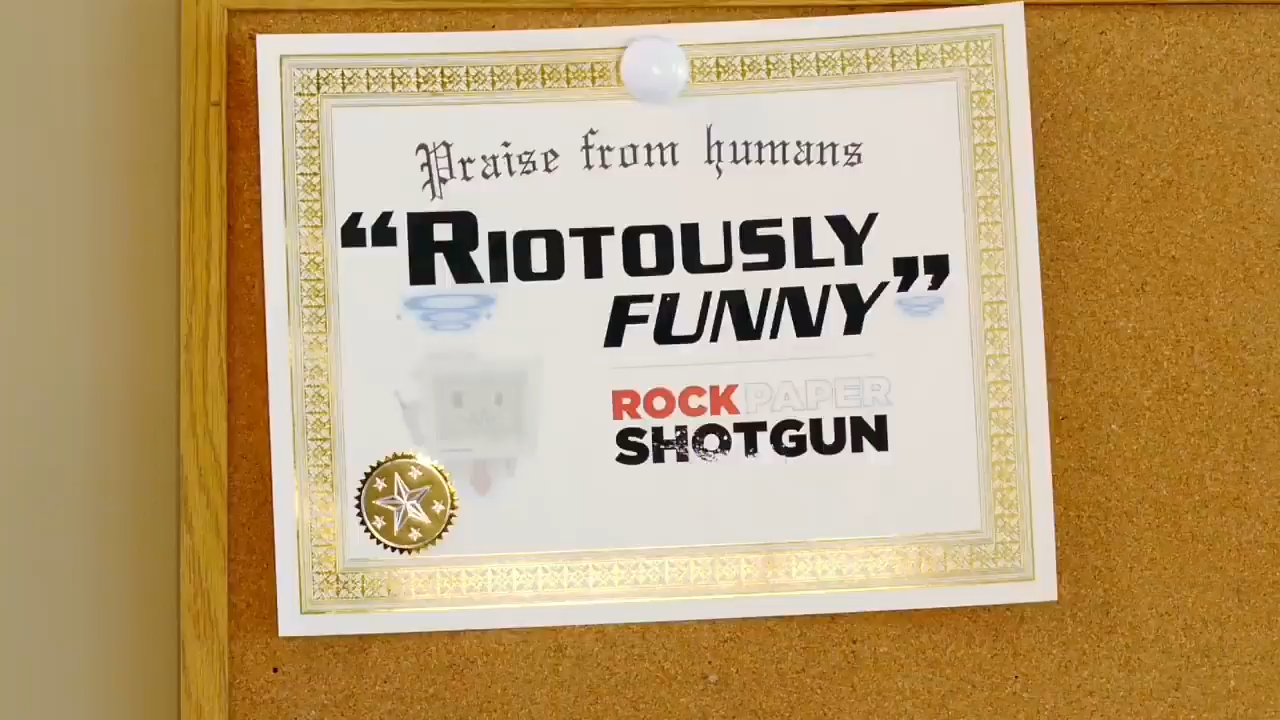 Praise from humans
“RIOTOUSLY
FUNNY”
ROCK PAPER
SHOTGUN